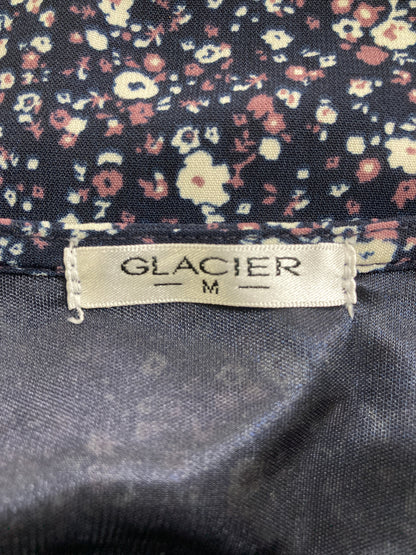 GLACIER
— M —